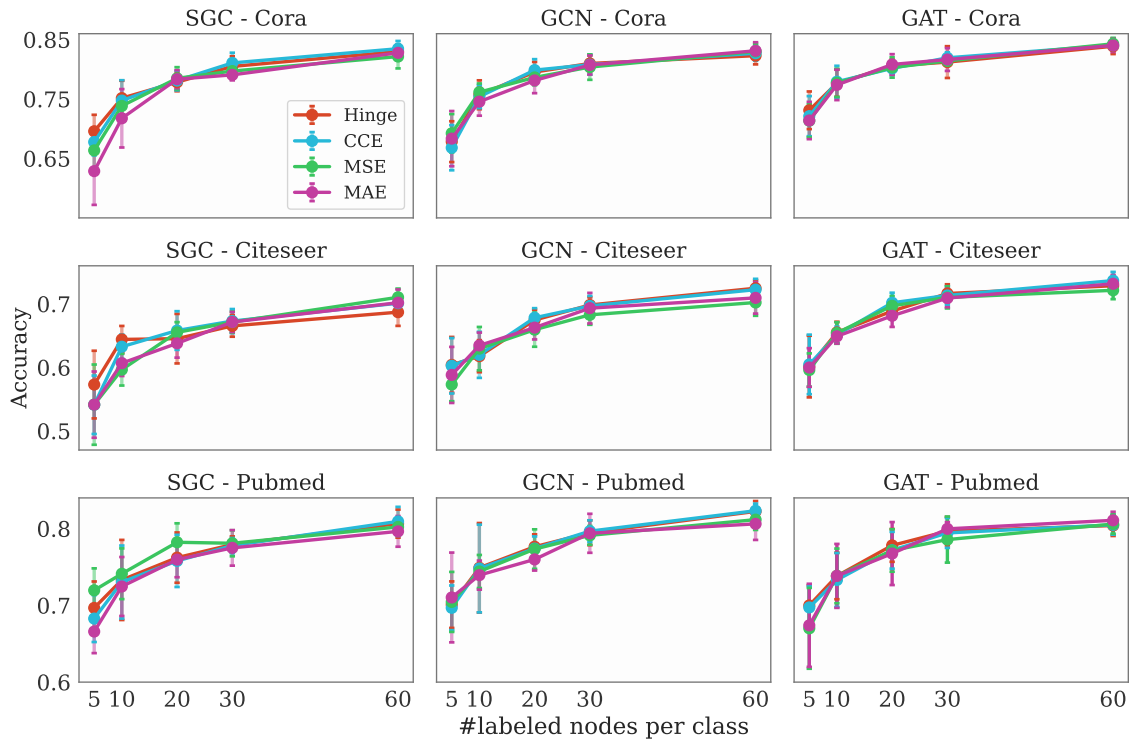 SGC - Cora
GCN - Cora
GAT - Cora
0.85
0.75
0.65
Hinge
CCE
MSE
MAE
SGC - Citeseer
GCN - Citeseer
GAT - Citeseer
0.7
0.6
0.5
Accuracy
SGC - Pubmed
GCN - Pubmed
GAT - Pubmed
0.8
0.7
0.6
5 10 20 30 60
5 10 20 30 60
5 10 20 30 60
#labeled nodes per class